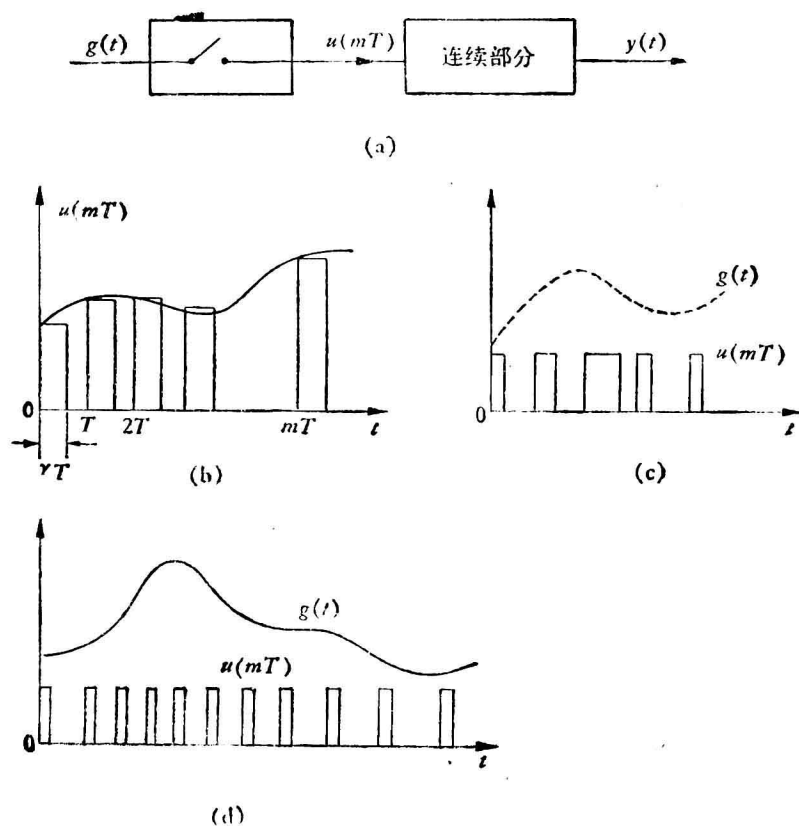 g(t) u(mT) 连续部分 y(t)
(a)
u(mT)
0 T 2T mT t
γT
(b)
g(t)
u(mT)
0
t
(c)
g(t)
u(mT)
0
t
(d)